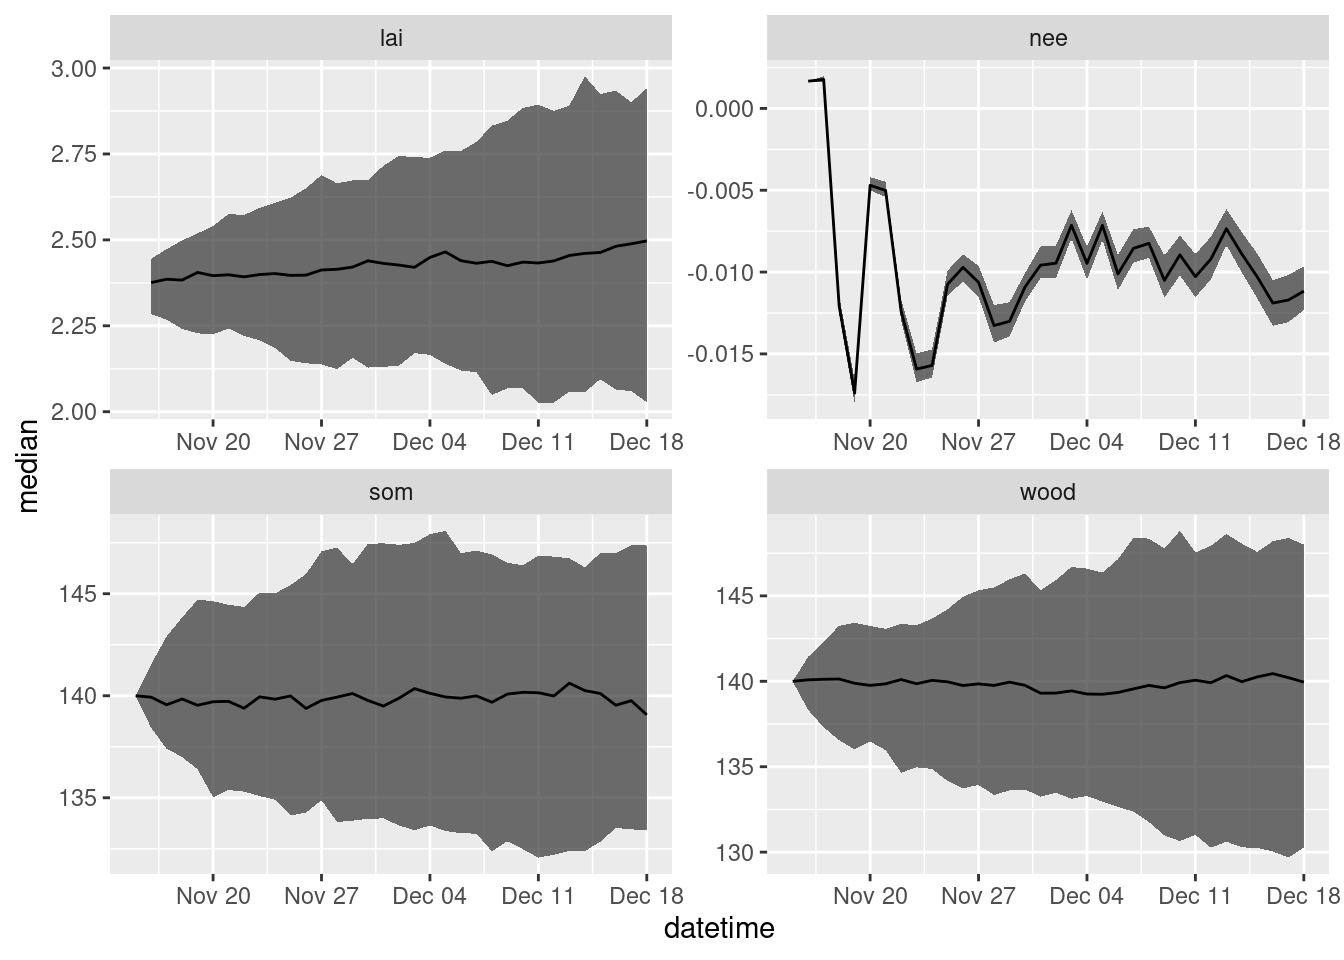 lai
nee
3.00
2.75
2.50
2.25
2.00
0.000
-0.005
-0.010
-0.015
Nov 20 Nov 27 Dec 04 Dec 11 Dec 18
Nov 20 Nov 27 Dec 04 Dec 11 Dec 18
median
som
wood
145
140
135
145
140
135
130
Nov 20 Nov 27 Dec 04 Dec 11 Dec 18
Nov 20 Nov 27 Dec 04 Dec 11 Dec 18
datetime